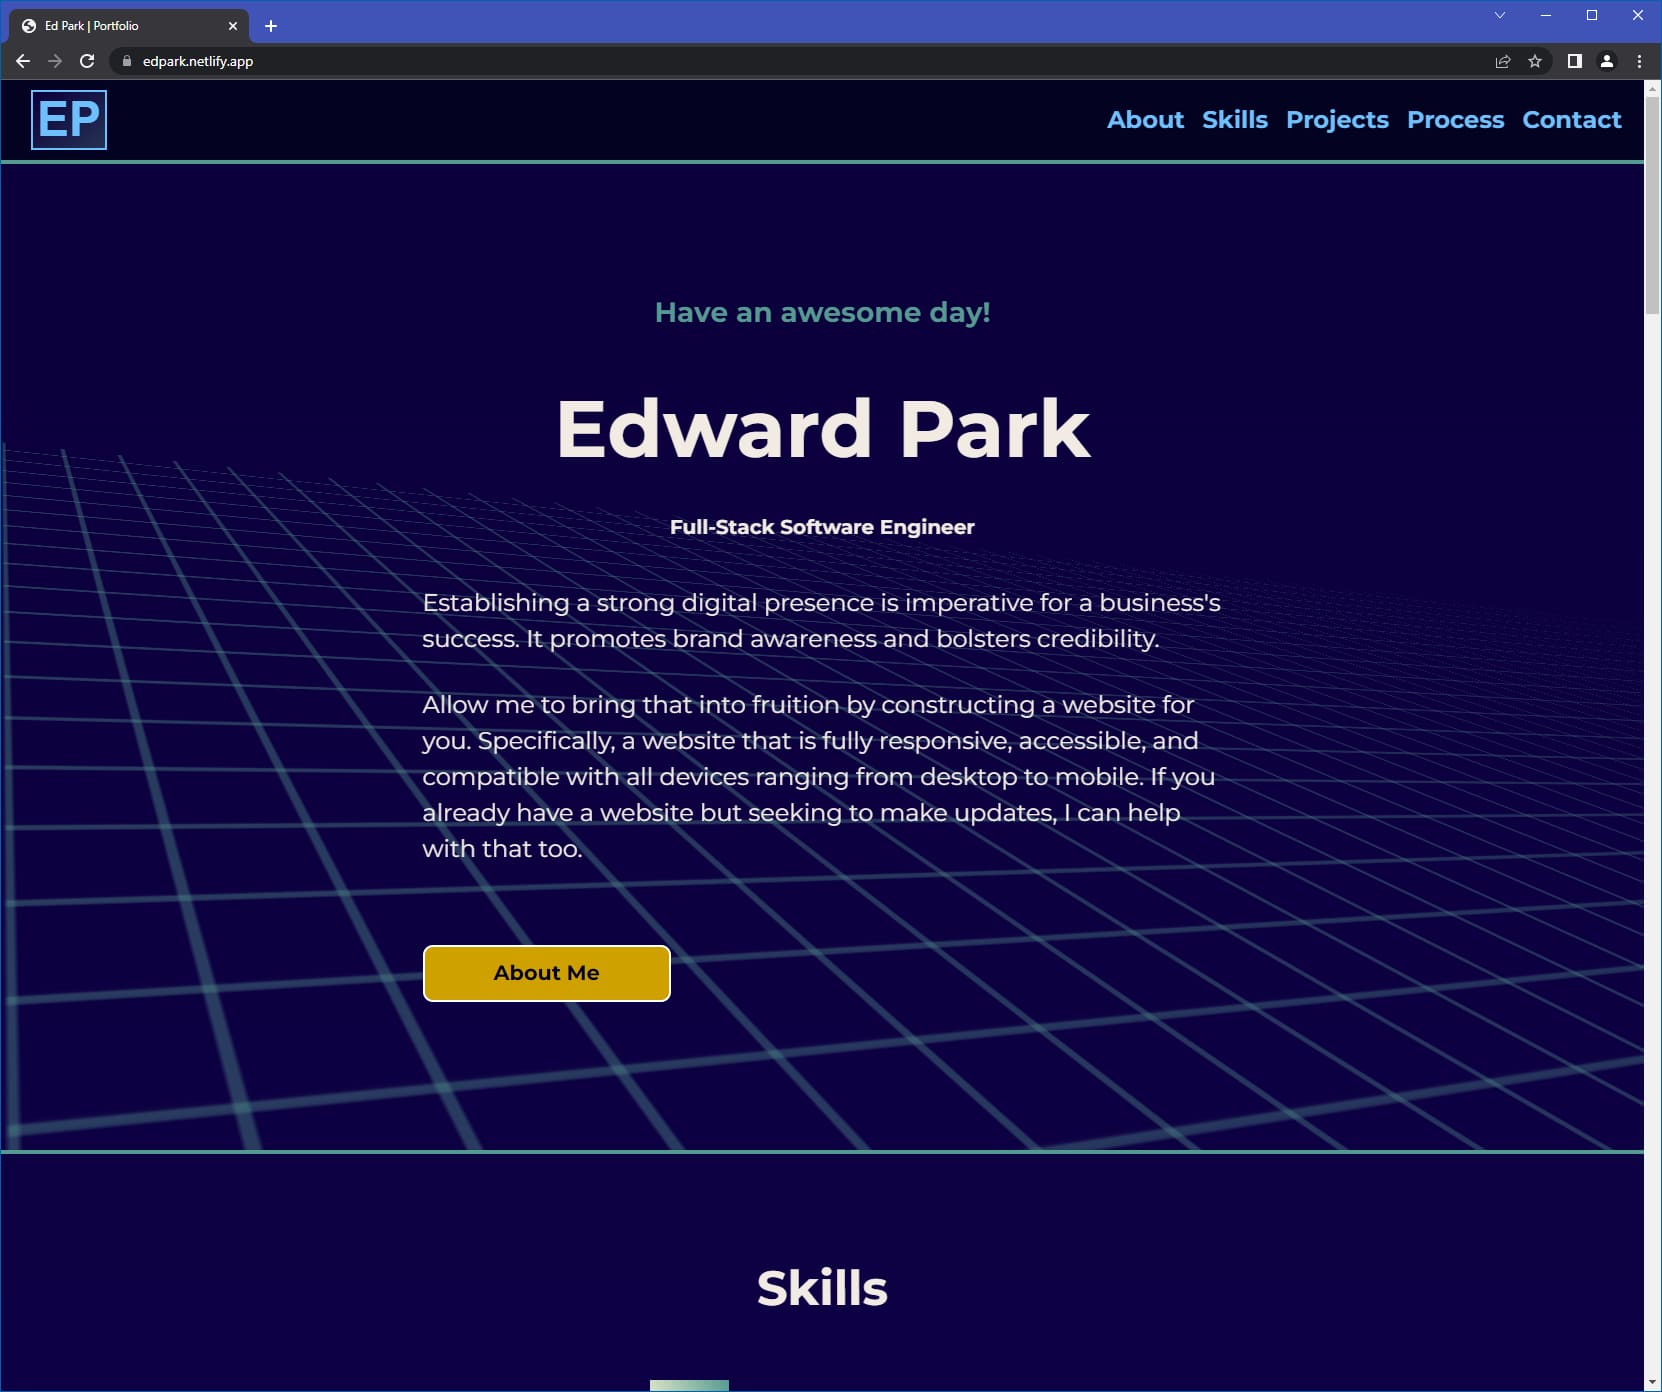 Ed Park | Portfolio
edpark.netlify.app
EP
About Skills Projects Process Contact
Have an awesome day!
Edward Park
Full-Stack Software Engineer
Establishing a strong digital presence is imperative for a business's
success. It promotes brand awareness and bolsters credibility.
Allow me to bring that into fruition by constructing a website for
you. Specifically, a website that is fully responsive, accessible, and
compatible with all devices ranging from desktop to mobile. If you
already have a website but seeking to make updates, I can help
with that too.
About Me
Skills